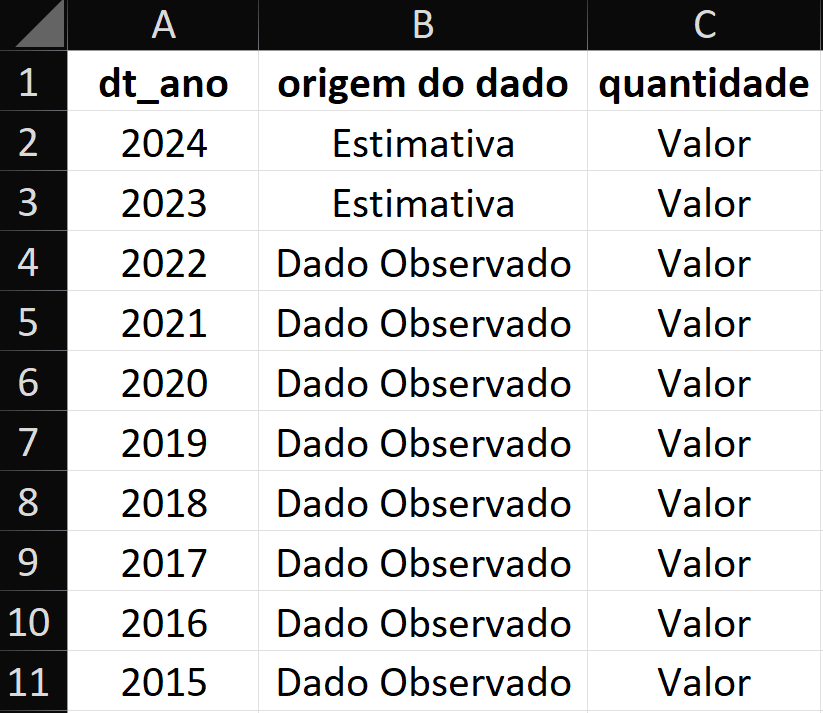 A B C
1 dt_ano origem do dado quantidade
2 2024 Estimativa Valor
3 2023 Estimativa Valor
4 2022 Dado Observado Valor
5 2021 Dado Observado Valor
6 2020 Dado Observado Valor
7 2019 Dado Observado Valor
8 2018 Dado Observado Valor
9 2017 Dado Observado Valor
10 2016 Dado Observado Valor
11 2015 Dado Observado Valor